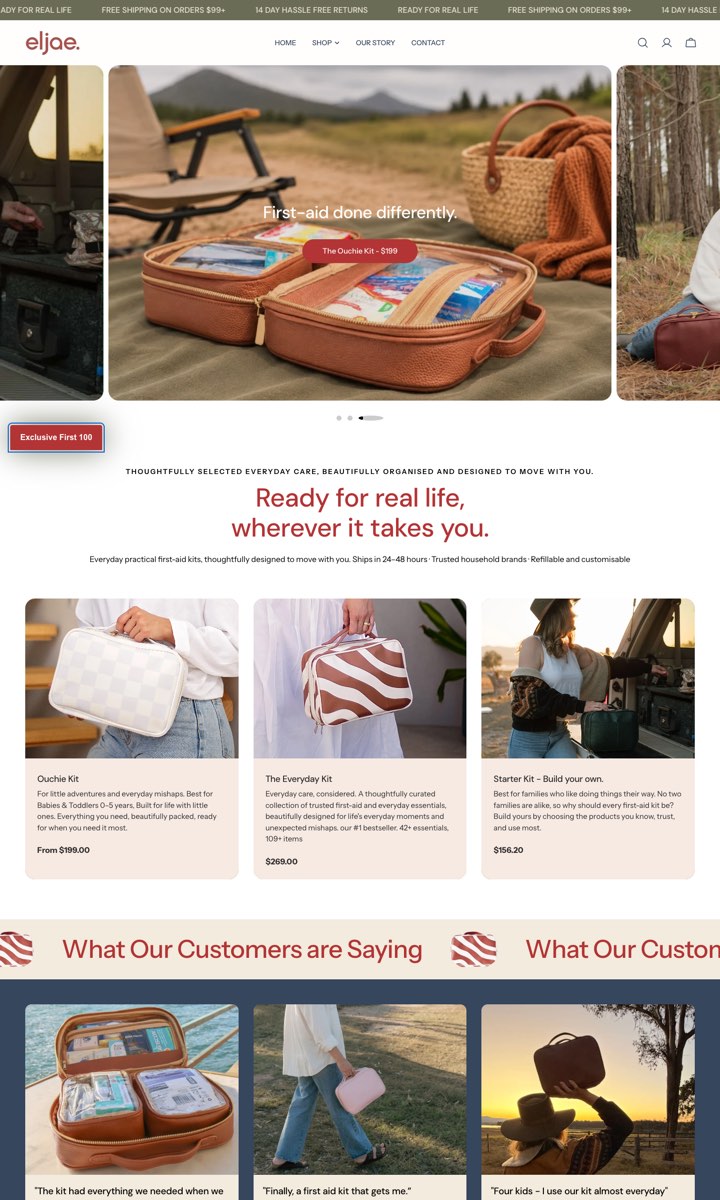 ADY FOR REAL LIFE FREE SHIPPING ON ORDERS $99+ 14 DAY HASSLE FREE RETURNS READY FOR REAL LIFE FREE SHIPPING ON ORDERS $99+ 14 DAY HASSLE
eljae.
HOME SHOP OUR STORY CONTACT
First-aid done differently.
The Ouchie Kit - $199
Exclusive First 100
THOUGHTFULLY SELECTED EVERYDAY CARE, BEAUTIFULLY ORGANISED AND DESIGNED TO MOVE WITH YOU.
Ready for real life,
wherever it takes you.
Everyday practical first-aid kits, thoughtfully designed to move with you. Ships in 24–48 hours · Trusted household brands · Refillable and customisable
Ouchie Kit
For little adventures and everyday mishaps. Best for
Babies & Toddlers 0–5 years, Built for life with little
ones. Everything you need, beautifully packed, ready
for when you need it most.
From $199.00
The Everyday Kit
Everyday care, considered. A thoughtfully curated
collection of trusted first-aid and everyday essentials,
beautifully designed for life's everyday moments and
unexpected mishaps. our #1 bestseller. 42+ essentials,
109+ items
$269.00
Starter Kit – Build your own.
Best for families who like doing things their way. No two
families are alike, so why should every first-aid kit be?
Build yours by choosing the products you know, trust,
and use most.
$156.20
What Our Customers are Saying What Our Custom
"The kit had everything we needed when we
"Finally, a first aid kit that gets me."
"Four kids – I use our kit almost everyday"